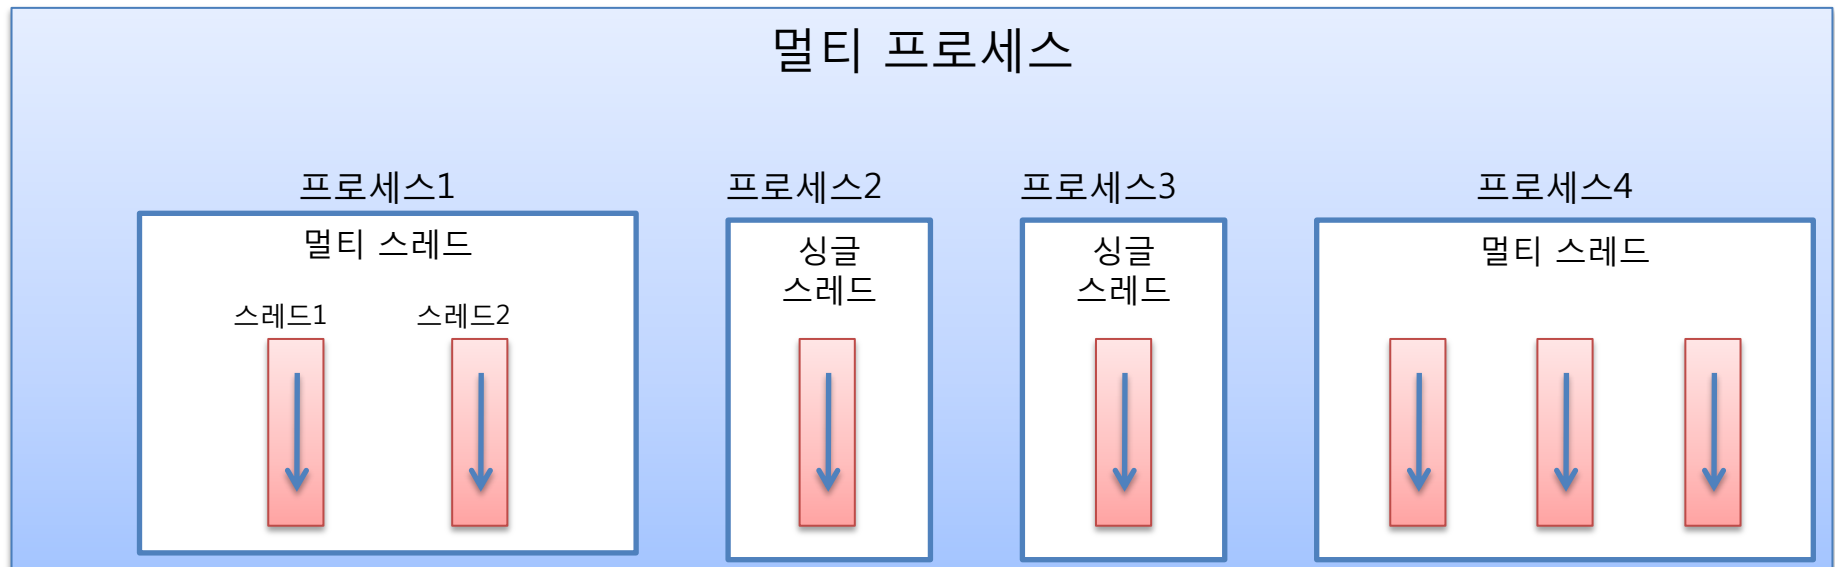 멀티 프로세스
프로세스1
프로세스2
프로세스3
프로세스4
멀티 스레드
스레드1
스레드2
싱글
스레드
싱글
스레드
멀티 스레드